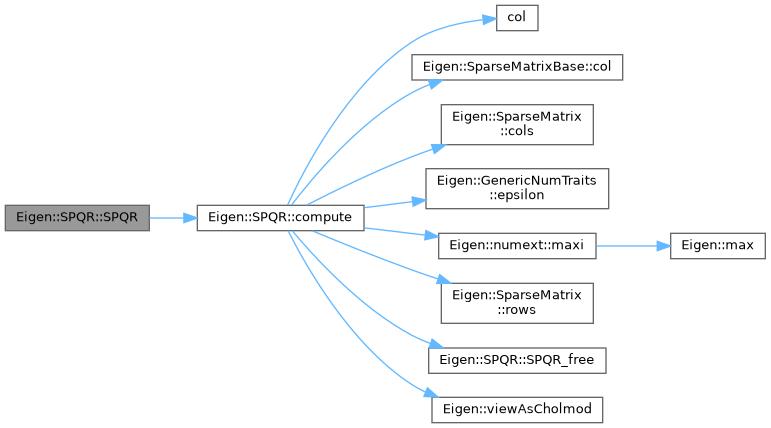 col
Eigen::SparseMatrixBase::col
Eigen::SparseMatrix
::cols
Eigen::GenericNumTraits
::epsilon
Eigen::SPQR::SPQR
Eigen::SPQR::compute
Eigen::numext::maxi
Eigen::max
Eigen::SparseMatrix
::rows
Eigen::SPQR::SPQR_free
Eigen::viewAsCholmod